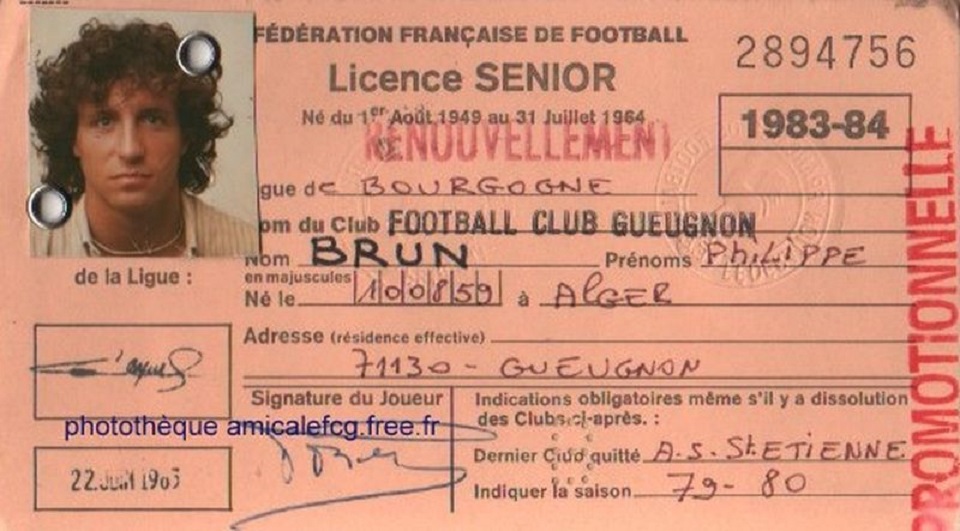 FÉDÉRATION FRANÇAISE DE FOOTBALL
2894756
Licence SENIOR
Né du 1er Août 1949 au 31 Juillet 1964
1983-84
RENOUVELLEMENT
gue de BOURGOGNE
om du Club FOOTBALL CLUB GUEUGNON
Nom BRUN Prénoms PhiLiPPE
en majuscules
de la Ligue :
Né le 100859 à ALGER
Adresse (résidence effective)
71130 - GUEUGNON
Signature du Joueur
Indications obligatoires même s'il y a dissolution
des Clubs ci-après. :
photothèque amicalefcg.free.fr
Dernier Club quitté A.S. St ETIENNE
22 JUIN 1983
Indiquer la saison 79-80
PROMOTIONNELLE